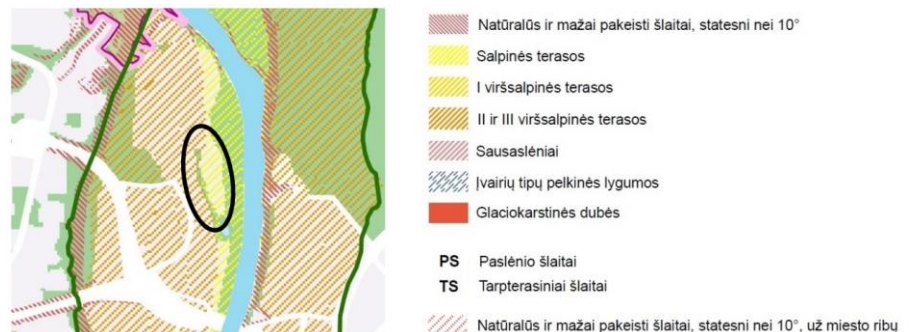 Natūralūs ir mažai pakeisti šlaitai, statesni nei 10°
Salpinės terasos
I viršsalpinės terasos
II ir III viršsalpinės terasos
Sausaslėniai
Įvairių tipų pelkinės lygumos
Glaciokarstinės dubės
PS Paslėnio šlaitai
TS Tarpterasiniai šlaitai
Natūralūs ir mažai pakeisti šlaitai, statesni nei 10°, už miesto ribų